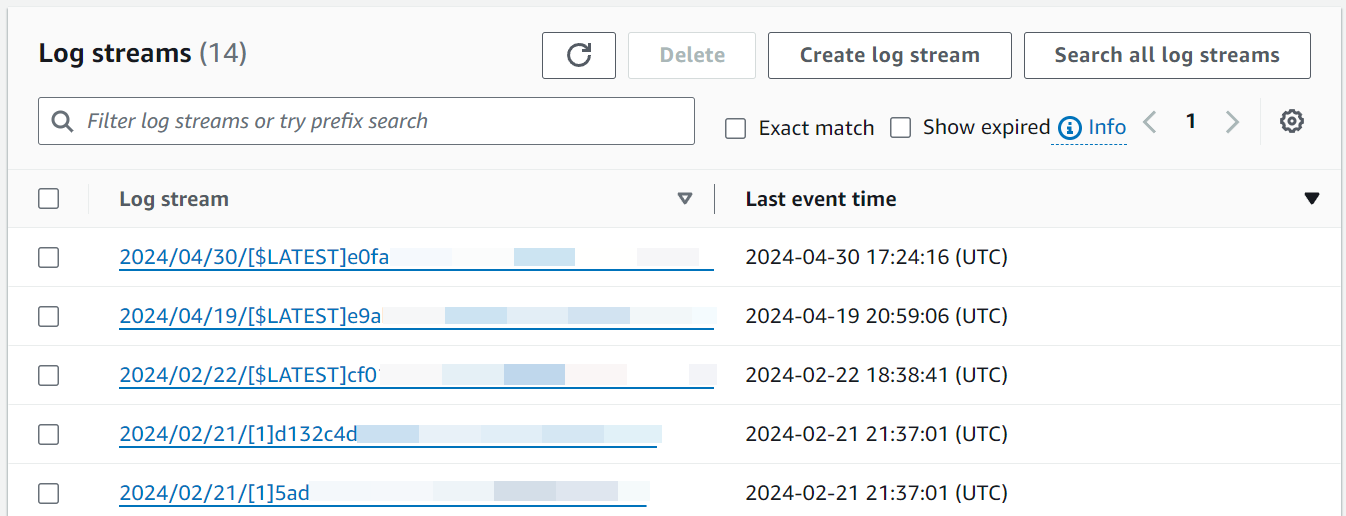 Log streams (14)
Delete
Create log stream
Search all log streams
Filter log streams or try prefix search
Exact match
Show expired
Info
1
Log stream
Last event time
2024/04/30/[$LATEST]e0fa 2024-04-30 17:24:16 (UTC)
2024/04/19/[$LATEST]e9a 2024-04-19 20:59:06 (UTC)
2024/02/22/[$LATEST]cf0 2024-02-22 18:38:41 (UTC)
2024/02/21/[1]d132c4d 2024-02-21 21:37:01 (UTC)
2024/02/21/[1]5ad 2024-02-21 21:37:01 (UTC)